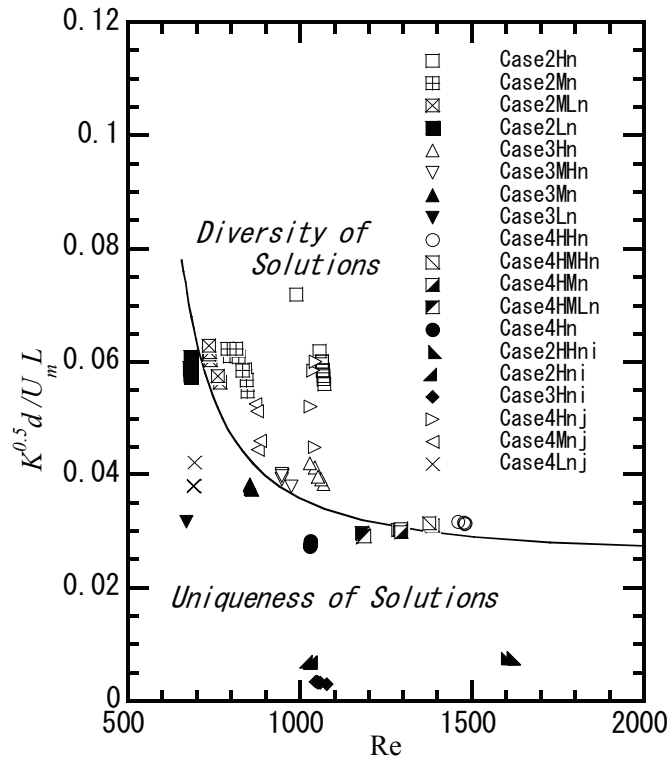 0.12
0.1
0.08
0.06
0.04
0.02
0
500
1000
1500
2000
Re
K^0.5 d/U_m L
Case2Hn
Case2Mn
Case2MLn
Case2Ln
Case3Hn
Case3MHn
Case3Mn
Case3Ln
Case4HHn
Case4HMHn
Case4HMn
Case4HMLn
Case4Hn
Case2HHni
Case2Hni
Case3Hni
Case4Hnj
Case4Mnj
Case4Lnj
Diversity of
Solutions
Uniqueness of Solutions